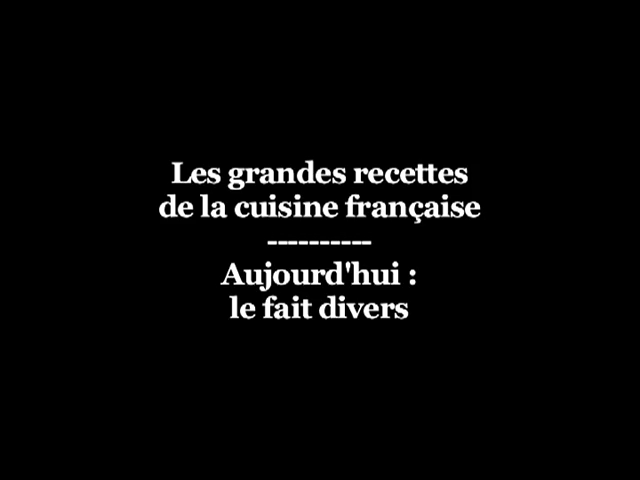 Les grandes recettes
de la cuisine française
----------
Aujourd'hui :
le fait divers